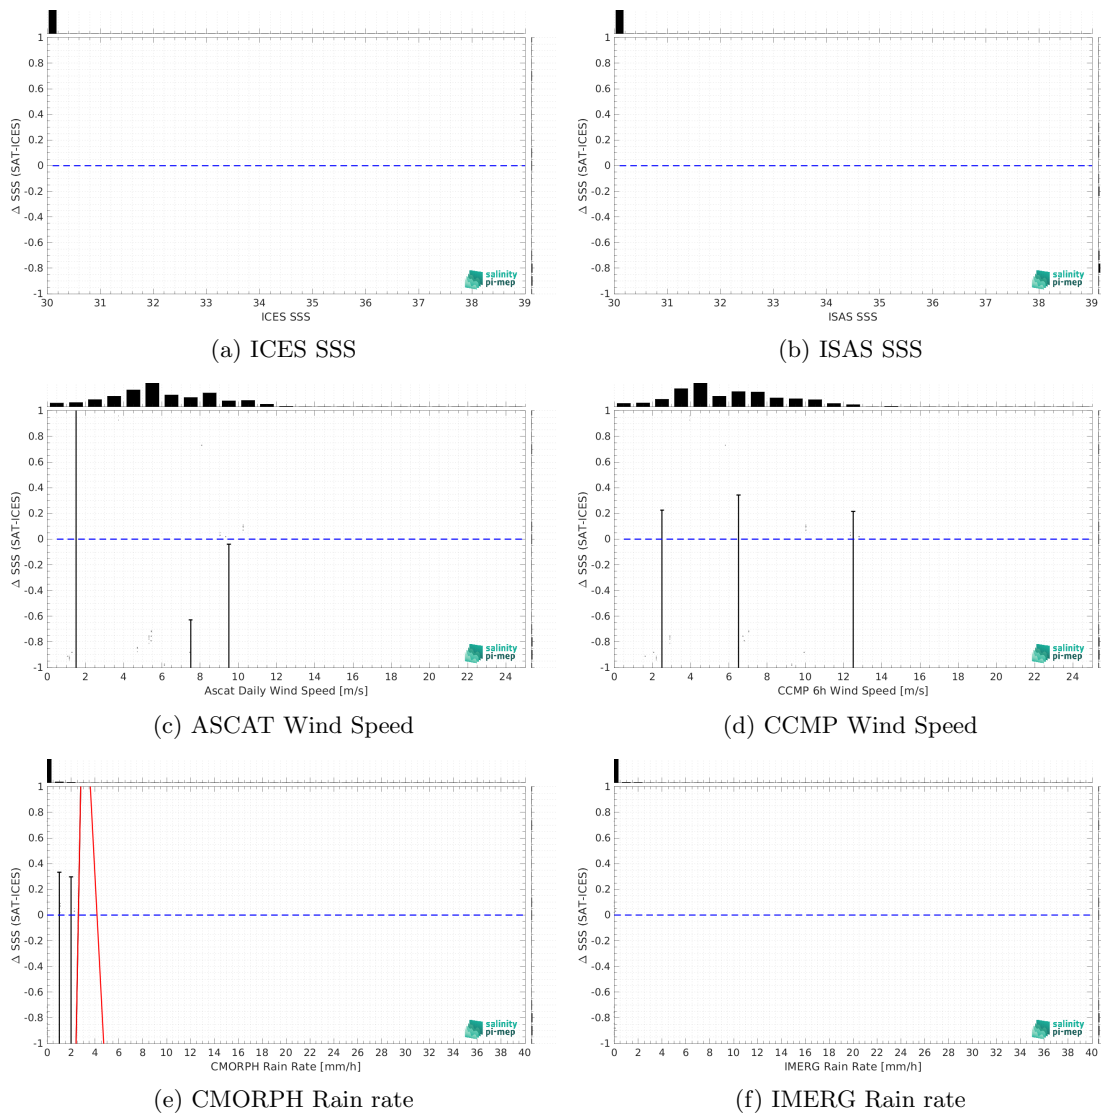 1
0.8
0.6
0.4
0.2
0
-0.2
-0.4
-0.6
-0.8
-1
Δ SSS (SAT-ICES)
salinity
pi-mep
30 31 32 33 34 35 36 37 38 39
ICES SSS
(a) ICES SSS
1
0.8
0.6
0.4
0.2
0
-0.2
-0.4
-0.6
-0.8
-1
Δ SSS (SAT-ICES)
salinity
pi-mep
30 31 32 33 34 35 36 37 38 39
ISAS SSS
(b) ISAS SSS
1
0.8
0.6
0.4
0.2
0
-0.2
-0.4
-0.6
-0.8
-1
Δ SSS (SAT-ICES)
salinity
pi-mep
0 2 4 6 8 10 12 14 16 18 20 22 24
Ascat Daily Wind Speed [m/s]
(c) ASCAT Wind Speed
1
0.8
0.6
0.4
0.2
0
-0.2
-0.4
-0.6
-0.8
-1
Δ SSS (SAT-ICES)
salinity
pi-mep
0 2 4 6 8 10 12 14 16 18 20 22 24
CCMP 6h Wind Speed [m/s]
(d) CCMP Wind Speed
1
0.8
0.6
0.4
0.2
0
-0.2
-0.4
-0.6
-0.8
-1
Δ SSS (SAT-ICES)
salinity
pi-mep
0 2 4 6 8 10 12 14 16 18 20 22 24 26 28 30 32 34 36 38 40
CMORPH Rain Rate [mm/h]
(e) CMORPH Rain rate
1
0.8
0.6
0.4
0.2
0
-0.2
-0.4
-0.6
-0.8
-1
Δ SSS (SAT-ICES)
salinity
pi-mep
0 2 4 6 8 10 12 14 16 18 20 22 24 26 28 30 32 34 36 38 40
IMERG Rain Rate [mm/h]
(f) IMERG Rain rate